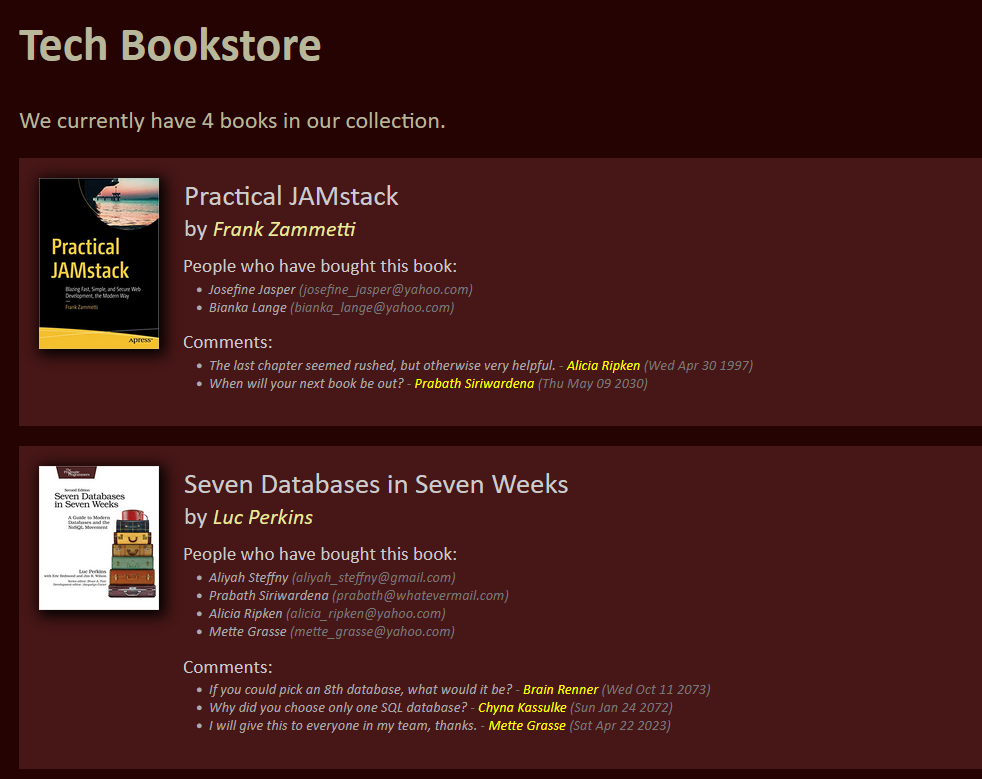 Tech Bookstore
We currently have 4 books in our collection.
Practical
JAMstack
Blazing Fast, Simple, and Secure Web
Development, the Modern Way
Frank Zammetti
Apress®
Practical JAMstack
by Frank Zammetti
People who have bought this book:
• Josefine Jasper (josefine_jasper@yahoo.com)
• Bianka Lange (bianka_lange@yahoo.com)
Comments:
• The last chapter seemed rushed, but otherwise very helpful. - Alicia Ripken (Wed Apr 30 1997)
• When will your next book be out? - Prabath Siriwardena (Thu May 09 2030)
Second Edition
Seven Databases
in Seven Weeks
A Guide to Modern
Databases and the
NoSQL Movement
Luc Perkins
with Eric Redmond and Jim R. Wilson
Seven Databases in Seven Weeks
by Luc Perkins
People who have bought this book:
• Aliyah Steffny (aliyah_steffny@gmail.com)
• Prabath Siriwardena (prabath@whatevermail.com)
• Alicia Ripken (alicia_ripken@yahoo.com)
• Mette Grasse (mette_grasse@yahoo.com)
Comments:
• If you could pick an 8th database, what would it be? - Brain Renner (Wed Oct 11 2073)
• Why did you choose only one SQL database? - Chyna Kassulke (Sun Jan 24 2072)
• I will give this to everyone in my team, thanks. - Mette Grasse (Sat Apr 22 2023)